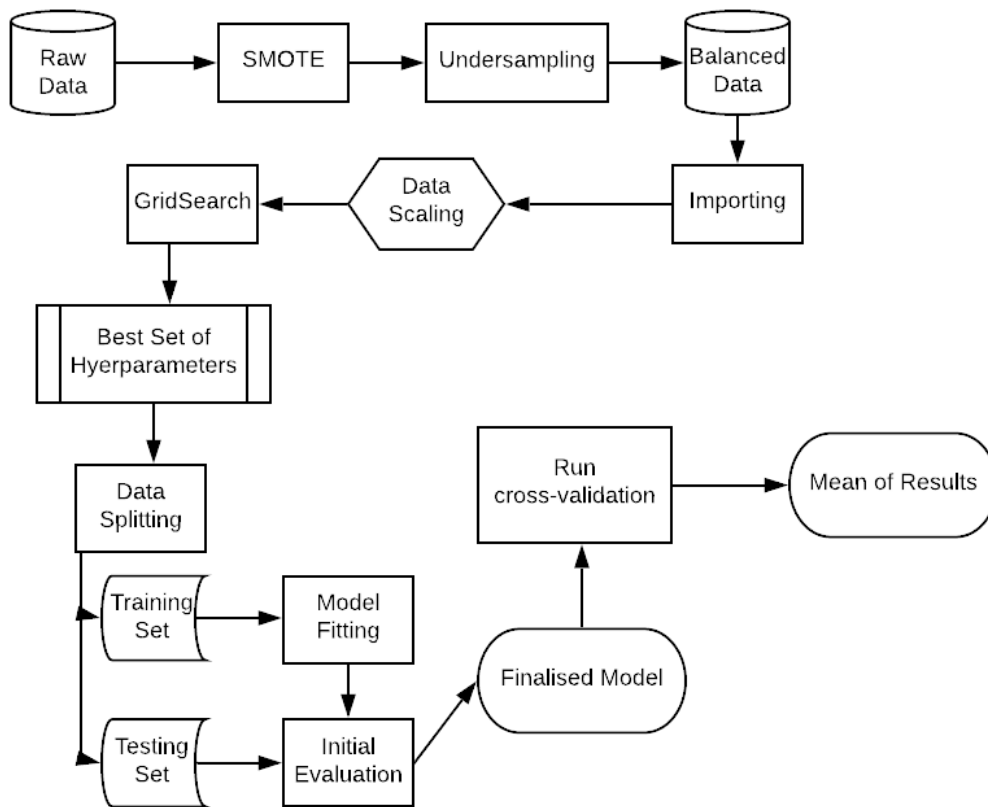 Raw
Data
SMOTE
Undersampling
Balanced
Data
GridSearch
Data
Scaling
Importing
Best Set of
Hyerparameters
Data
Splitting
Run
cross-validation
Mean of Results
Training
Set
Model
Fitting
Finalised Model
Testing
Set
Initial
Evaluation